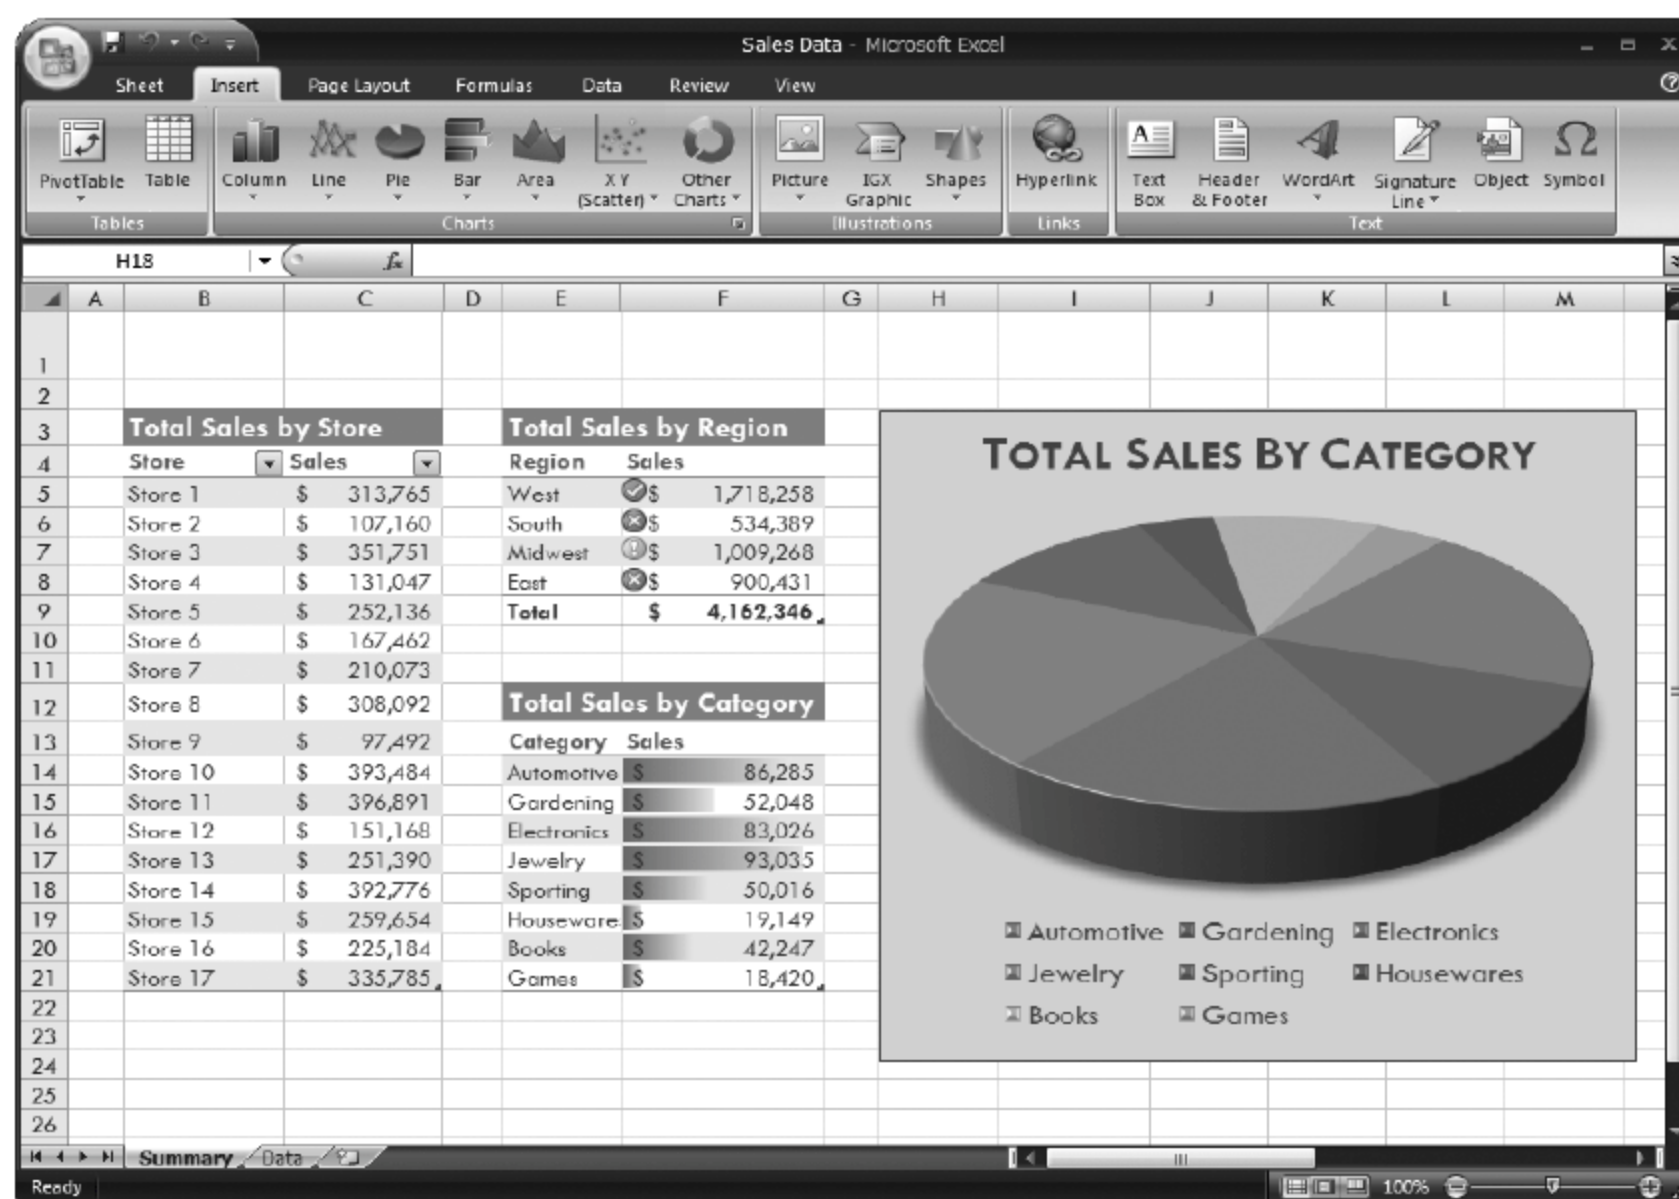 Sales Data - Microsoft Excel
Sheet Insert Page Layout Formulas Data Review View
PivotTable Table Column Line Pie Bar Area X Y (Scatter) Other Charts Picture IGX Graphic Shapes Hyperlink Text Box Header & Footer WordArt Signature Line Object Symbol
Tables Charts Illustrations Links Text
H18 fx
A B C D E F G H I J K L M
1
2
3 Total Sales by Store Total Sales by Region
4 Store Sales Region Sales
5 Store 1 $ 313,765 West $ 1,718,258
6 Store 2 $ 107,160 South $ 534,389
7 Store 3 $ 351,751 Midwest $ 1,009,268
8 Store 4 $ 131,047 East $ 900,431
9 Store 5 $ 252,136 Total $ 4,162,346
10 Store 6 $ 167,462
11 Store 7 $ 210,073
12 Store 8 $ 308,092 Total Sales by Category
13 Store 9 $ 97,492 Category Sales
14 Store 10 $ 393,484 Automotive $ 86,285
15 Store 11 $ 396,891 Gardening $ 52,048
16 Store 12 $ 151,168 Electronics $ 83,026
17 Store 13 $ 251,390 Jewelry $ 93,035
18 Store 14 $ 392,776 Sporting $ 50,016
19 Store 15 $ 259,654 Houseware $ 19,149
20 Store 16 $ 225,184 Books $ 42,247
21 Store 17 $ 335,785 Games $ 18,420
22
23
24
25
26
TOTAL SALES BY CATEGORY
Automotive Gardening Electronics
Jewelry Sporting Housewares
Books Games
Summary Data
Ready 100%